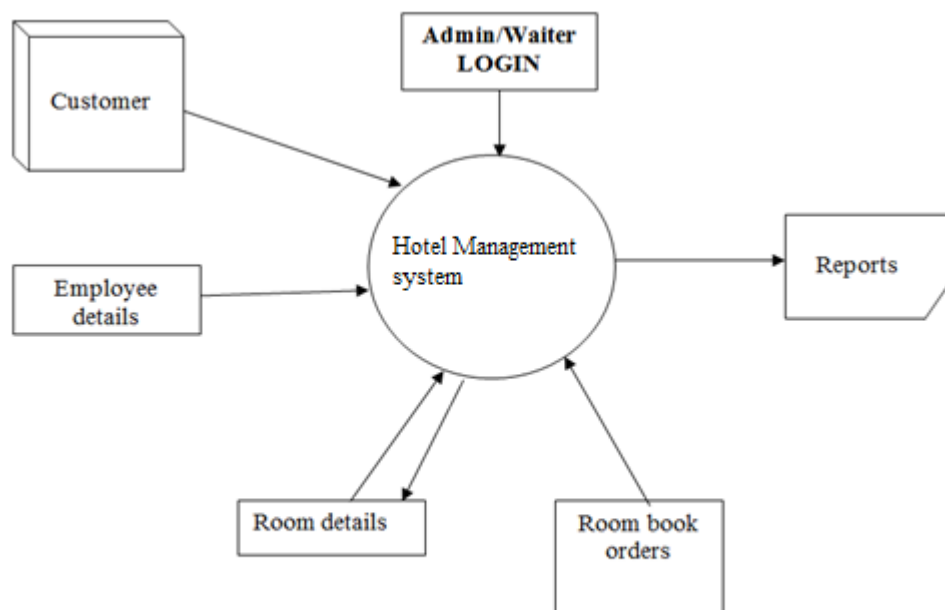 Admin/Waiter
LOGIN
Customer
Hotel Management
system
Reports
Employee
details
Room details
Room book
orders